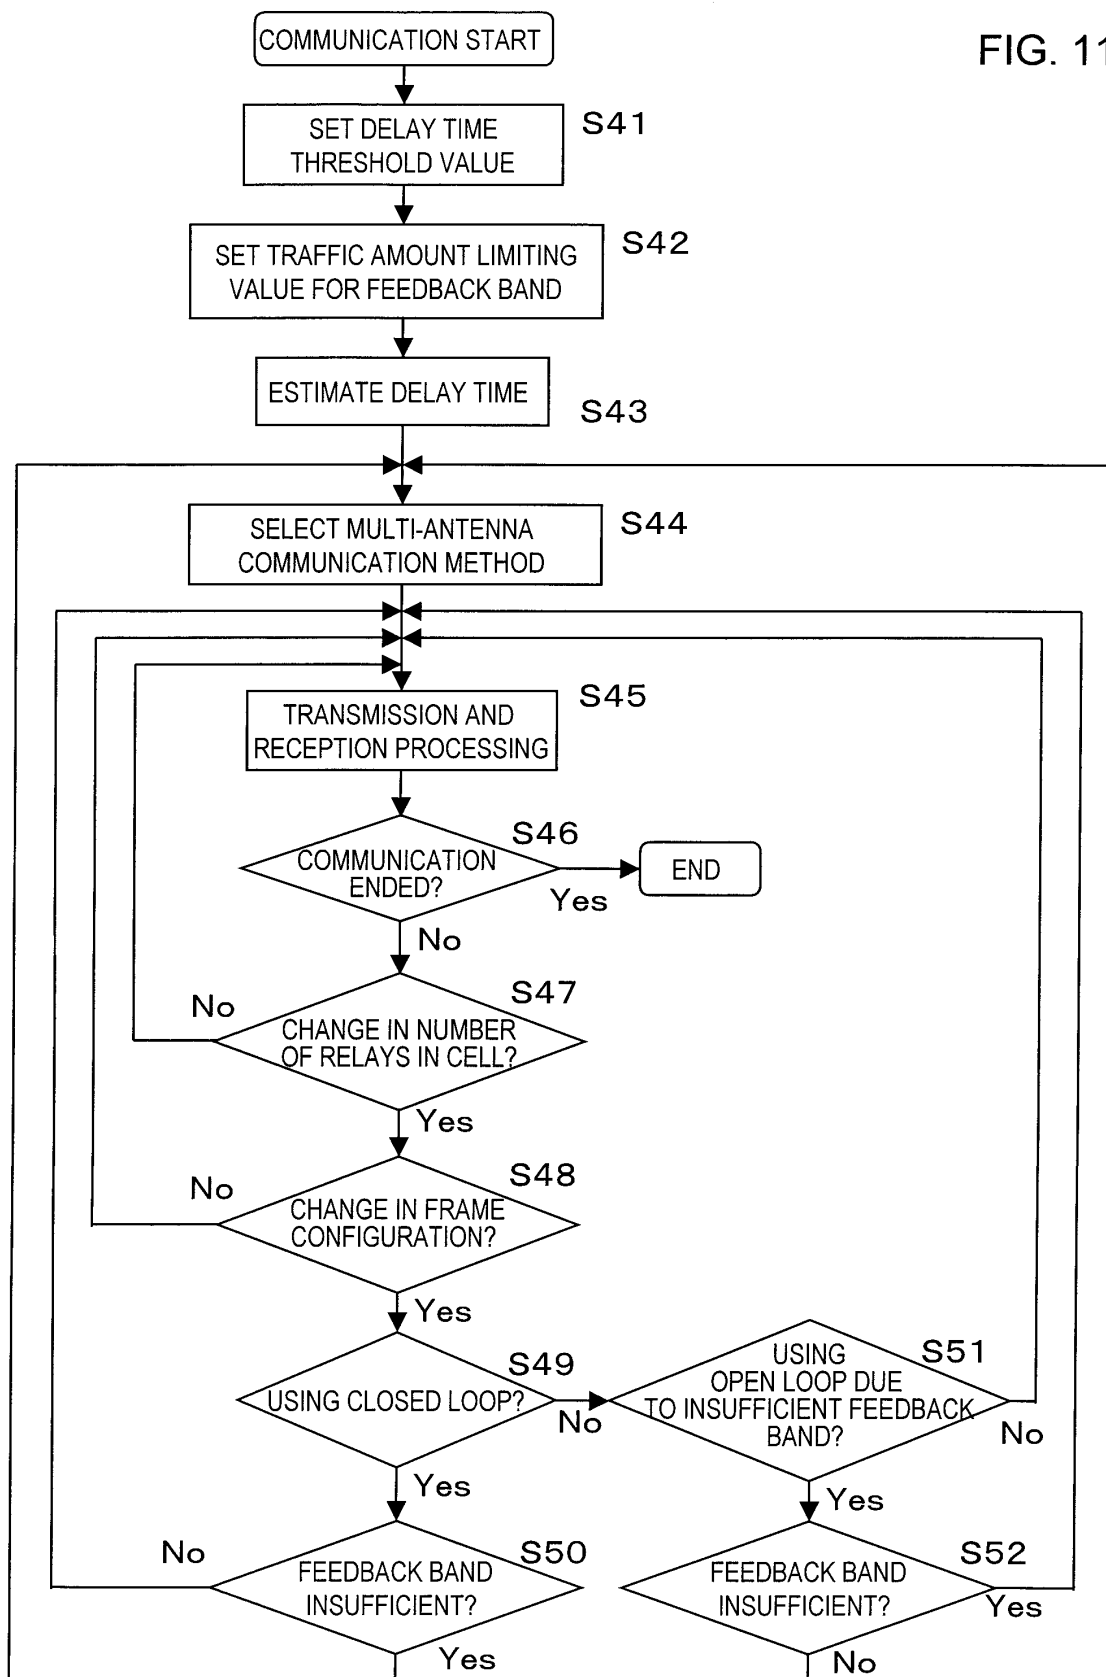 COMMUNICATION START
FIG. 11
SET DELAY TIME
THRESHOLD VALUE
S41
SET TRAFFIC AMOUNT LIMITING
VALUE FOR FEEDBACK BAND
S42
ESTIMATE DELAY TIME
S43
SELECT MULTI-ANTENNA
COMMUNICATION METHOD
S44
TRANSMISSION AND
RECEPTION PROCESSING
S45
COMMUNICATION
ENDED?
S46
Yes
END
No
CHANGE IN NUMBER
OF RELAYS IN CELL?
S47
No
Yes
CHANGE IN FRAME
CONFIGURATION?
S48
No
Yes
USING CLOSED LOOP?
S49
No
USING
OPEN LOOP DUE
TO INSUFFICIENT FEEDBACK
BAND?
S51
No
Yes
Yes
FEEDBACK BAND
INSUFFICIENT?
S50
No
Yes
FEEDBACK BAND
INSUFFICIENT?
S52
Yes
No